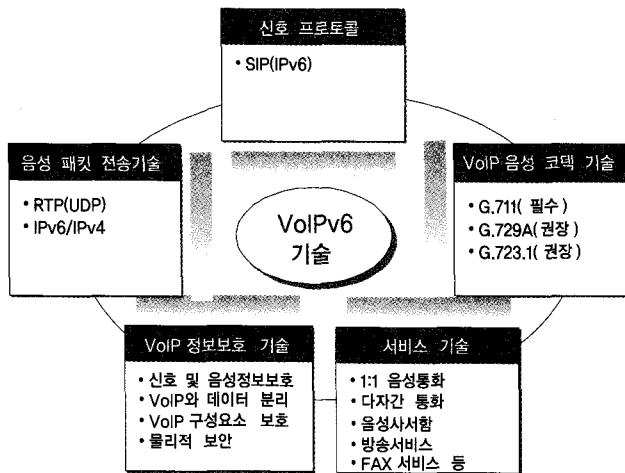 신호 프로토콜
• SIP(IPv6)
음성 패킷 전송기술
• RTP(UDP)
• IPv6/IPv4
VoIP 음성 코덱 기술
• G.711( 필수 )
• G.729A( 권장 )
• G.723.1( 권장 )
VoIPv6
기술
VoIP 정보보호 기술
• 신호 및 음성정보보호
• VoIP와 데이터 분리
• VoIP 구성요소 보호
• 물리적 보안
서비스 기술
• 1:1 음성통화
• 다자간 통화
• 음성사서함
• 방송서비스
• FAX 서비스 등